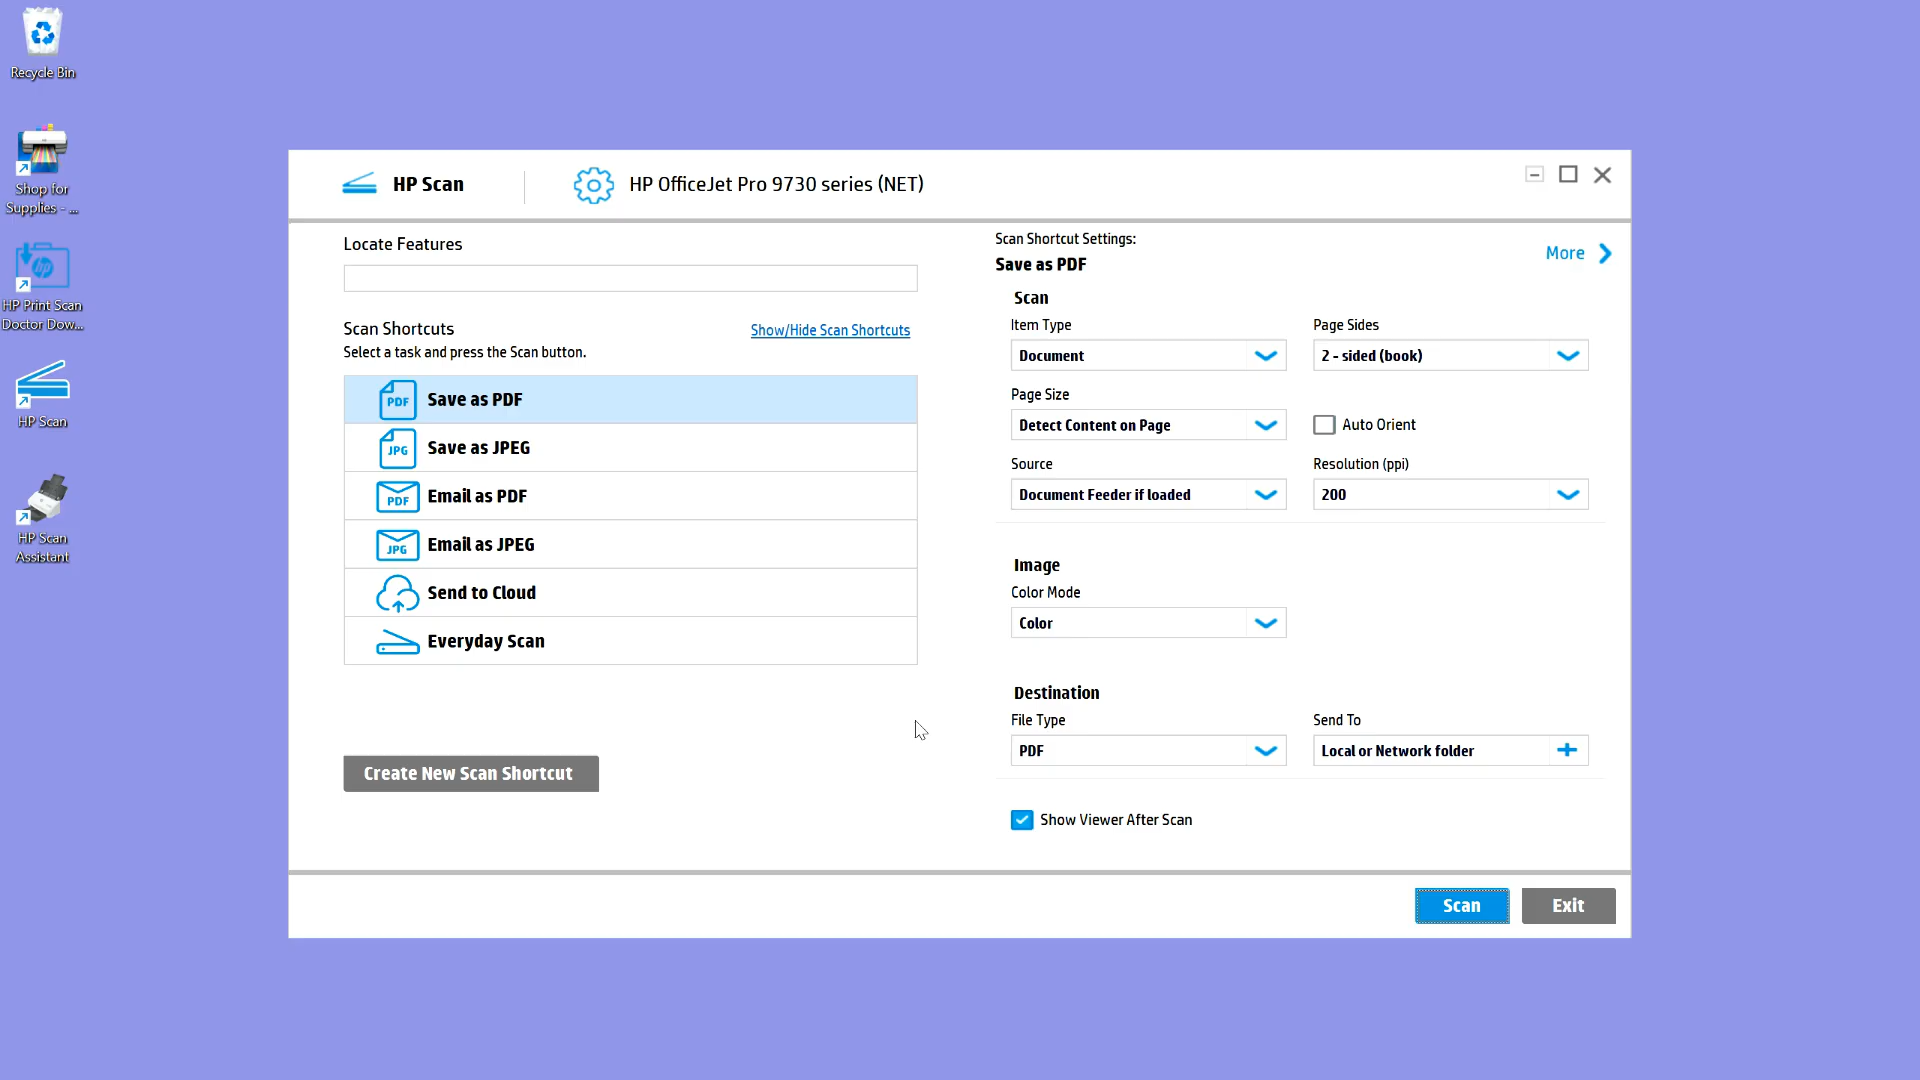 Recycle Bin
Shop for
Supplies - ...
HP Print Scan
Doctor Dow...
HP Scan
HP Scan
Assistant
HP Scan
HP OfficeJet Pro 9730 series (NET)
Locate Features
Scan Shortcuts
Show/Hide Scan Shortcuts
Select a task and press the Scan button.
PDF Save as PDF
JPG Save as JPEG
PDF Email as PDF
JPG Email as JPEG
Send to Cloud
Everyday Scan
Create New Scan Shortcut
Scan Shortcut Settings:
More
Save as PDF
Scan
Item Type
Page Sides
Document
2 - sided (book)
Page Size
Detect Content on Page
Auto Orient
Source
Resolution (ppi)
Document Feeder if loaded
200
Image
Color Mode
Color
Destination
File Type
Send To
PDF
Local or Network folder
Show Viewer After Scan
Scan
Exit